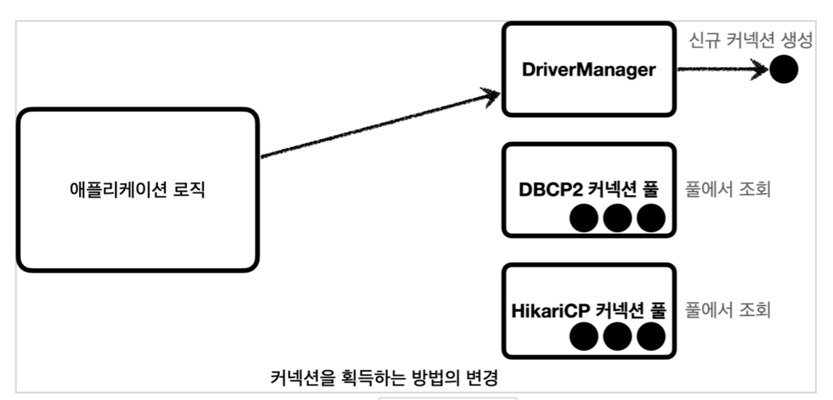 신규 커넥션 생성
DriverManager
애플리케이션 로직
DBCP2 커넥션 풀
풀에서 조회
HikariCP 커넥션 풀
풀에서 조회
커넥션을 획득하는 방법의 변경